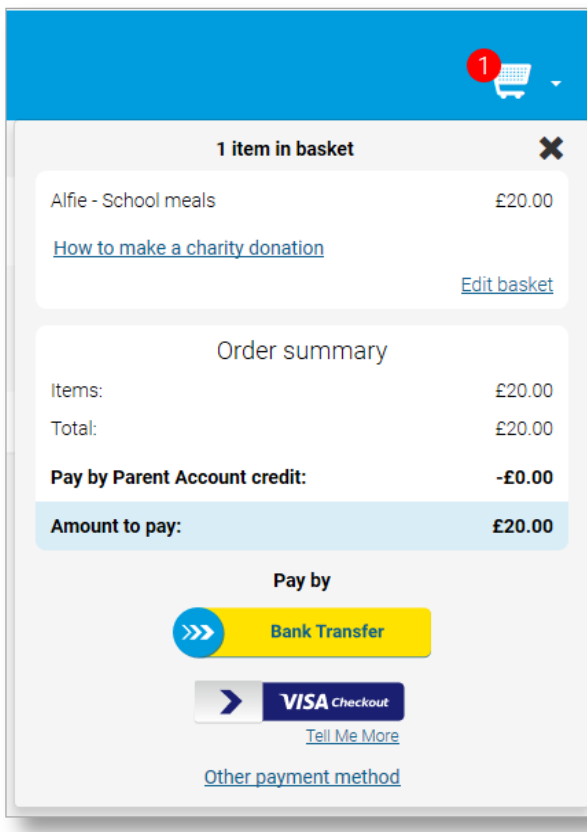 1
1 item in basket
Alfie - School meals £20.00
How to make a charity donation
Edit basket
Order summary
Items: £20.00
Total: £20.00
Pay by Parent Account credit: -£0.00
Amount to pay: £20.00
Pay by
Bank Transfer
VISA Checkout
Tell Me More
Other payment method